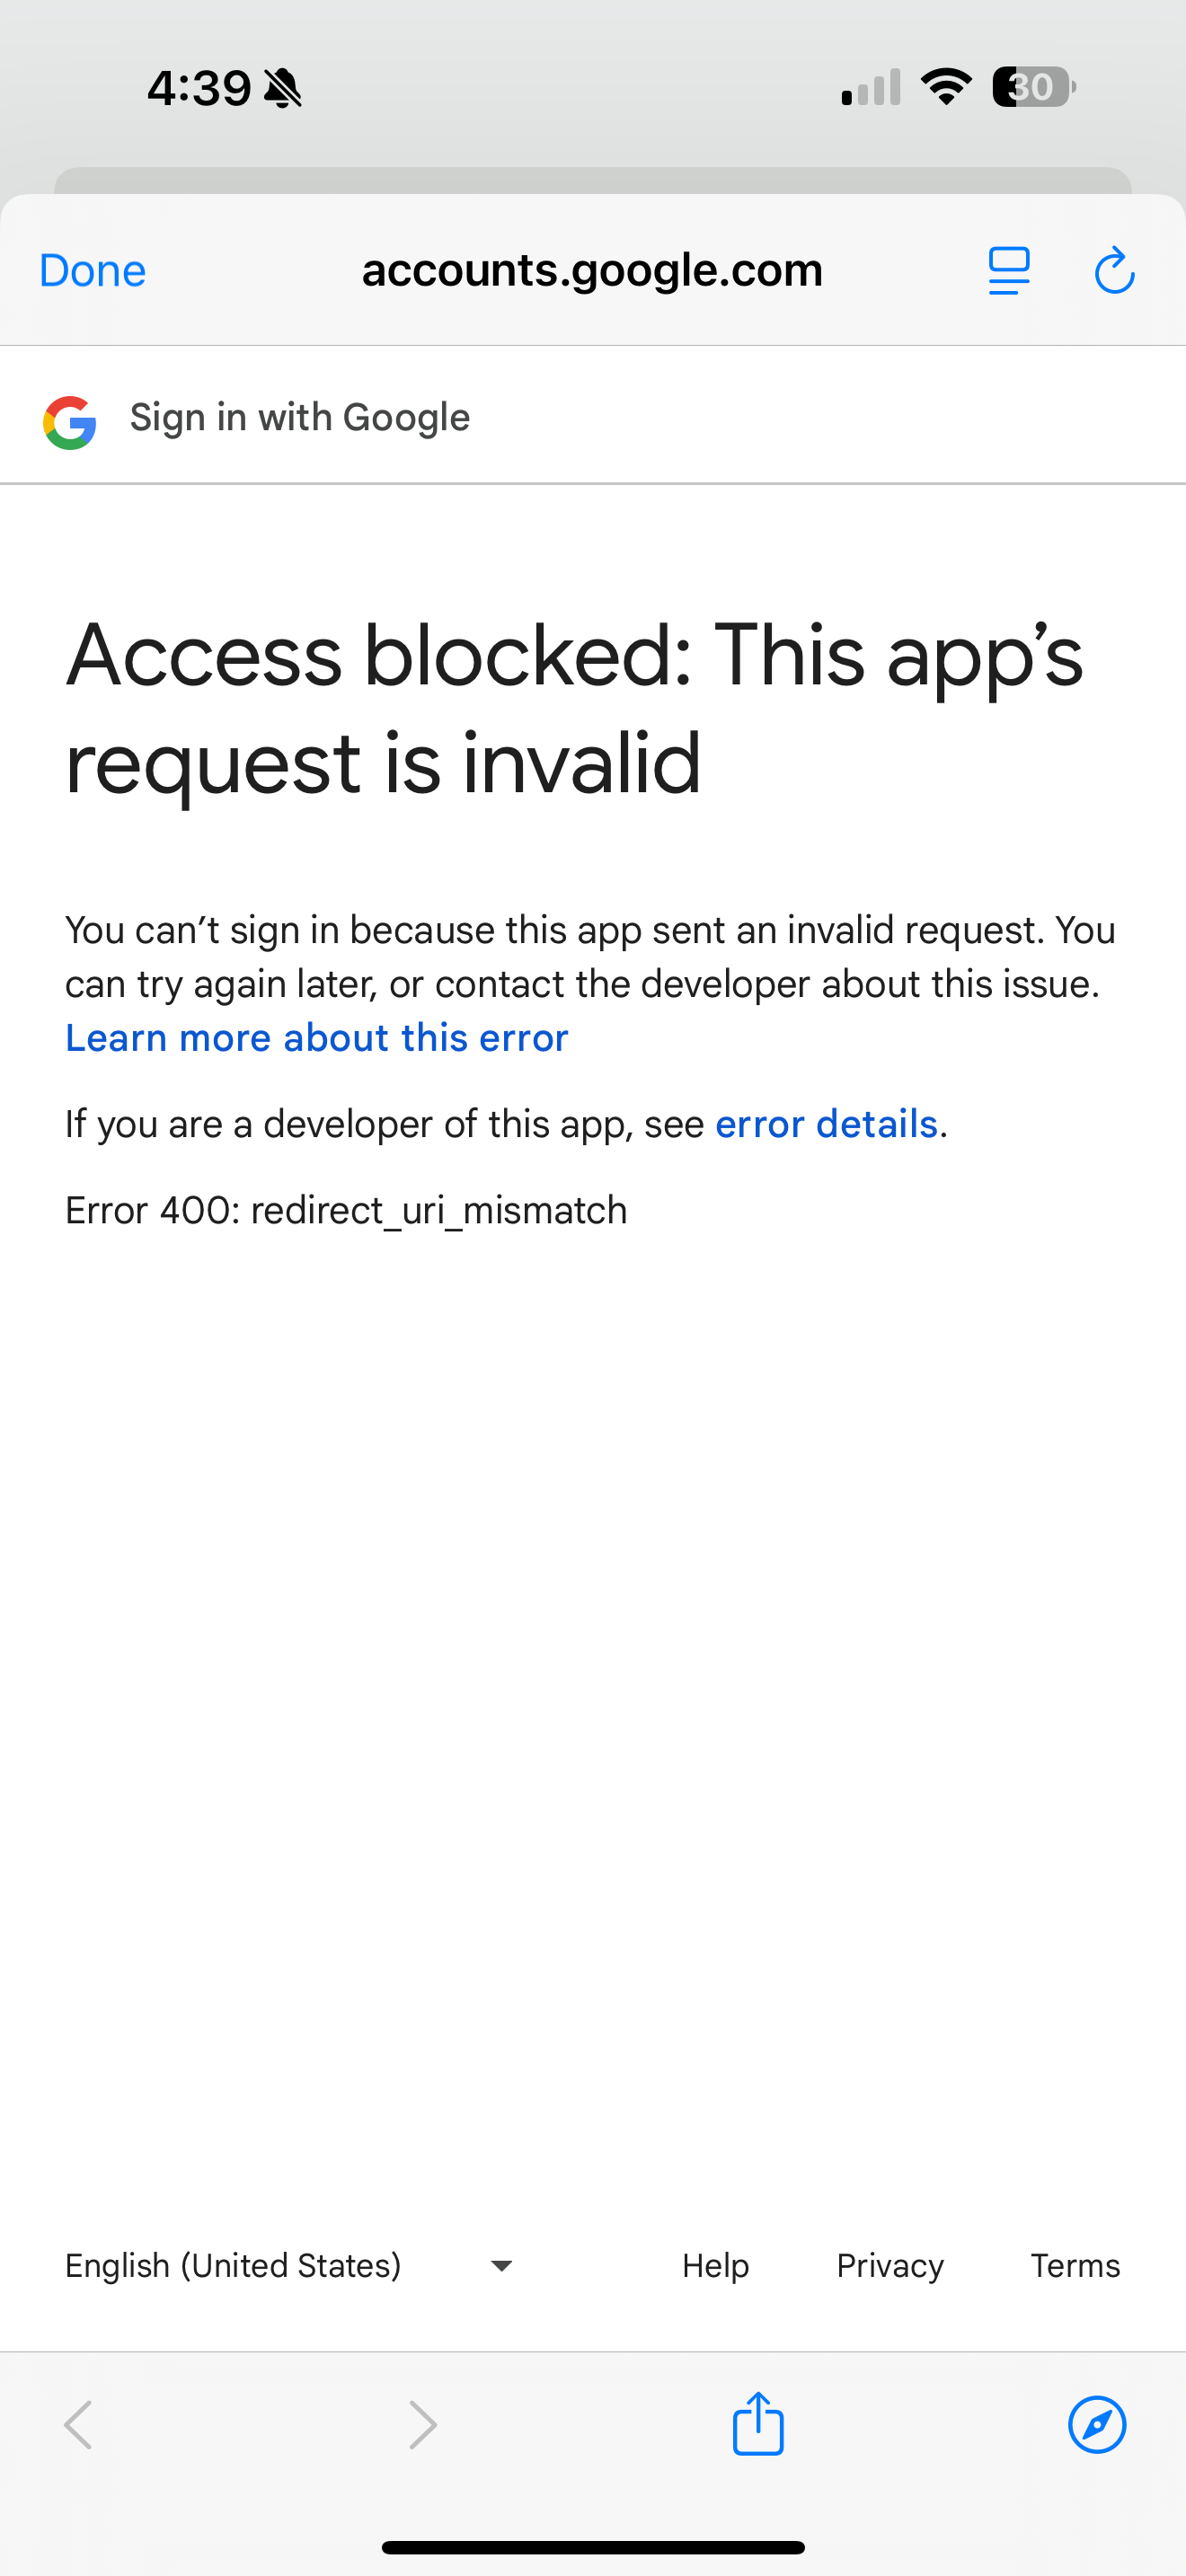 4:39
30
Done
accounts.google.com
Sign in with Google
Access blocked: This app’s
request is invalid
You can’t sign in because this app sent an invalid request. You
can try again later, or contact the developer about this issue.
Learn more about this error
If you are a developer of this app, see error details.
Error 400: redirect_uri_mismatch
English (United States)
Help
Privacy
Terms